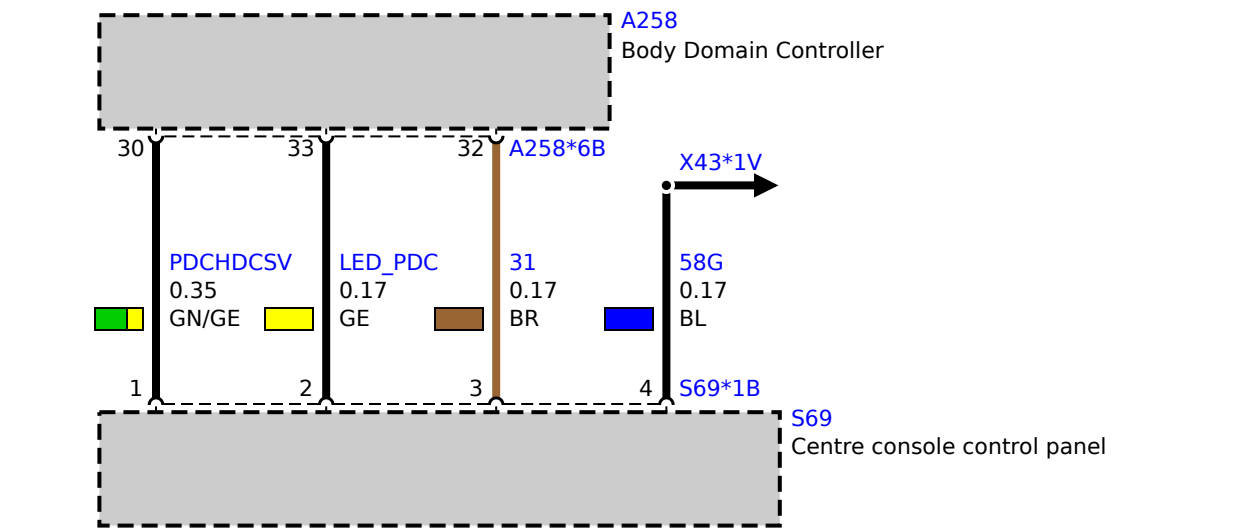 A258
Body Domain Controller
30
33
32
A258*6B
X43*1V
PDCHDCSV
0.35
GN/GE
LED_PDC
0.17
GE
31
0.17
BR
58G
0.17
BL
1
2
3
4
S69*1B
S69
Centre console control panel